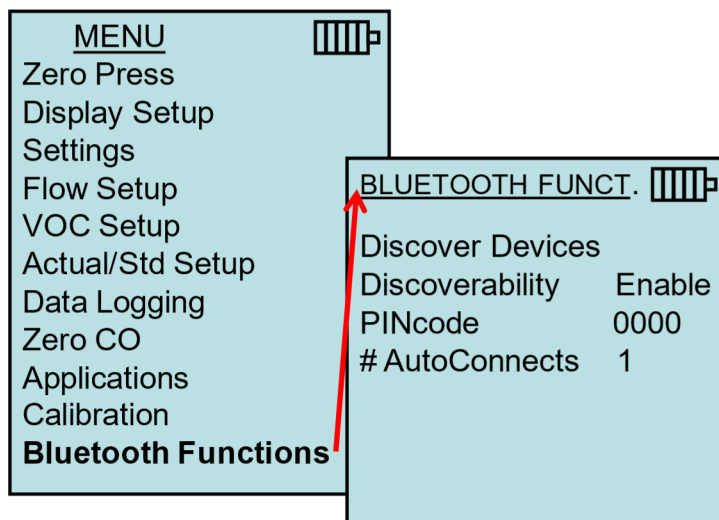 MENU
Zero Press
Display Setup
Settings
Flow Setup
VOC Setup
Actual/Std Setup
Data Logging
Zero CO
Applications
Calibration
Bluetooth Functions
BLUETOOTH FUNCT.
Discover Devices
Discoverability Enable
PINcode 0000
# AutoConnects 1